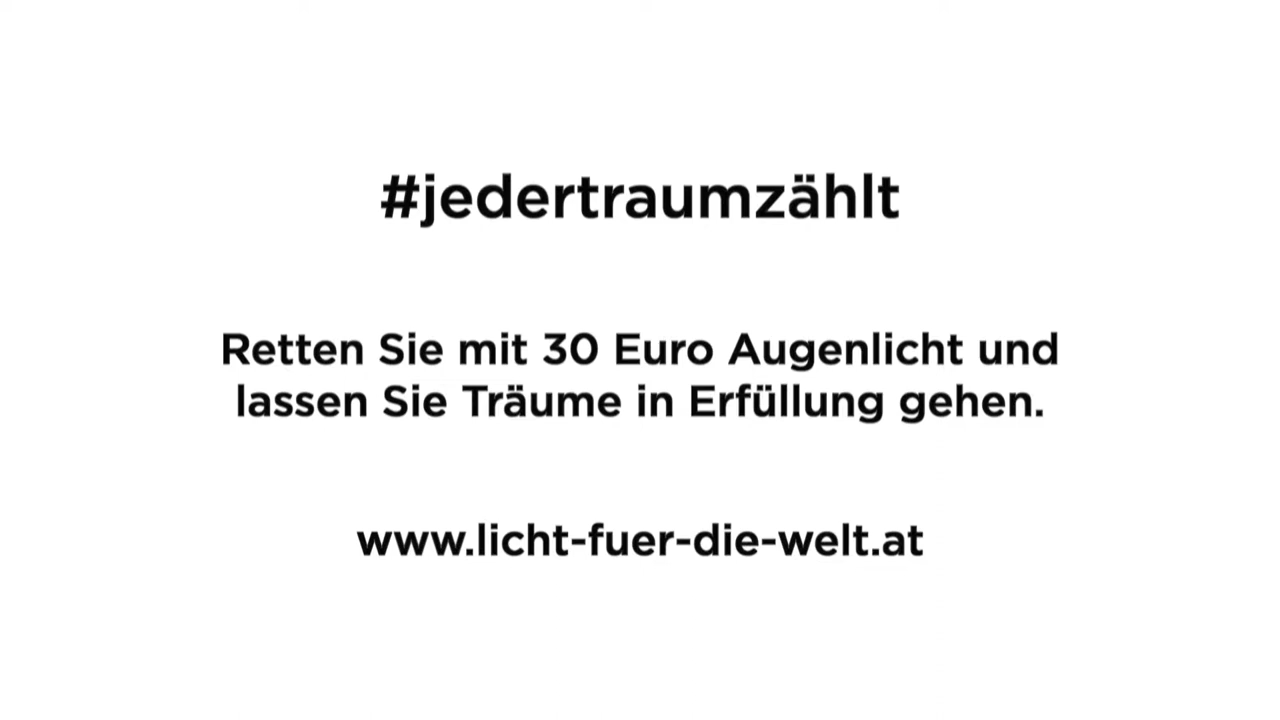 #jedertraumzählt
Retten Sie mit 30 Euro Augenlicht und
lassen Sie Träume in Erfüllung gehen.
www.licht-fuer-die-welt.at